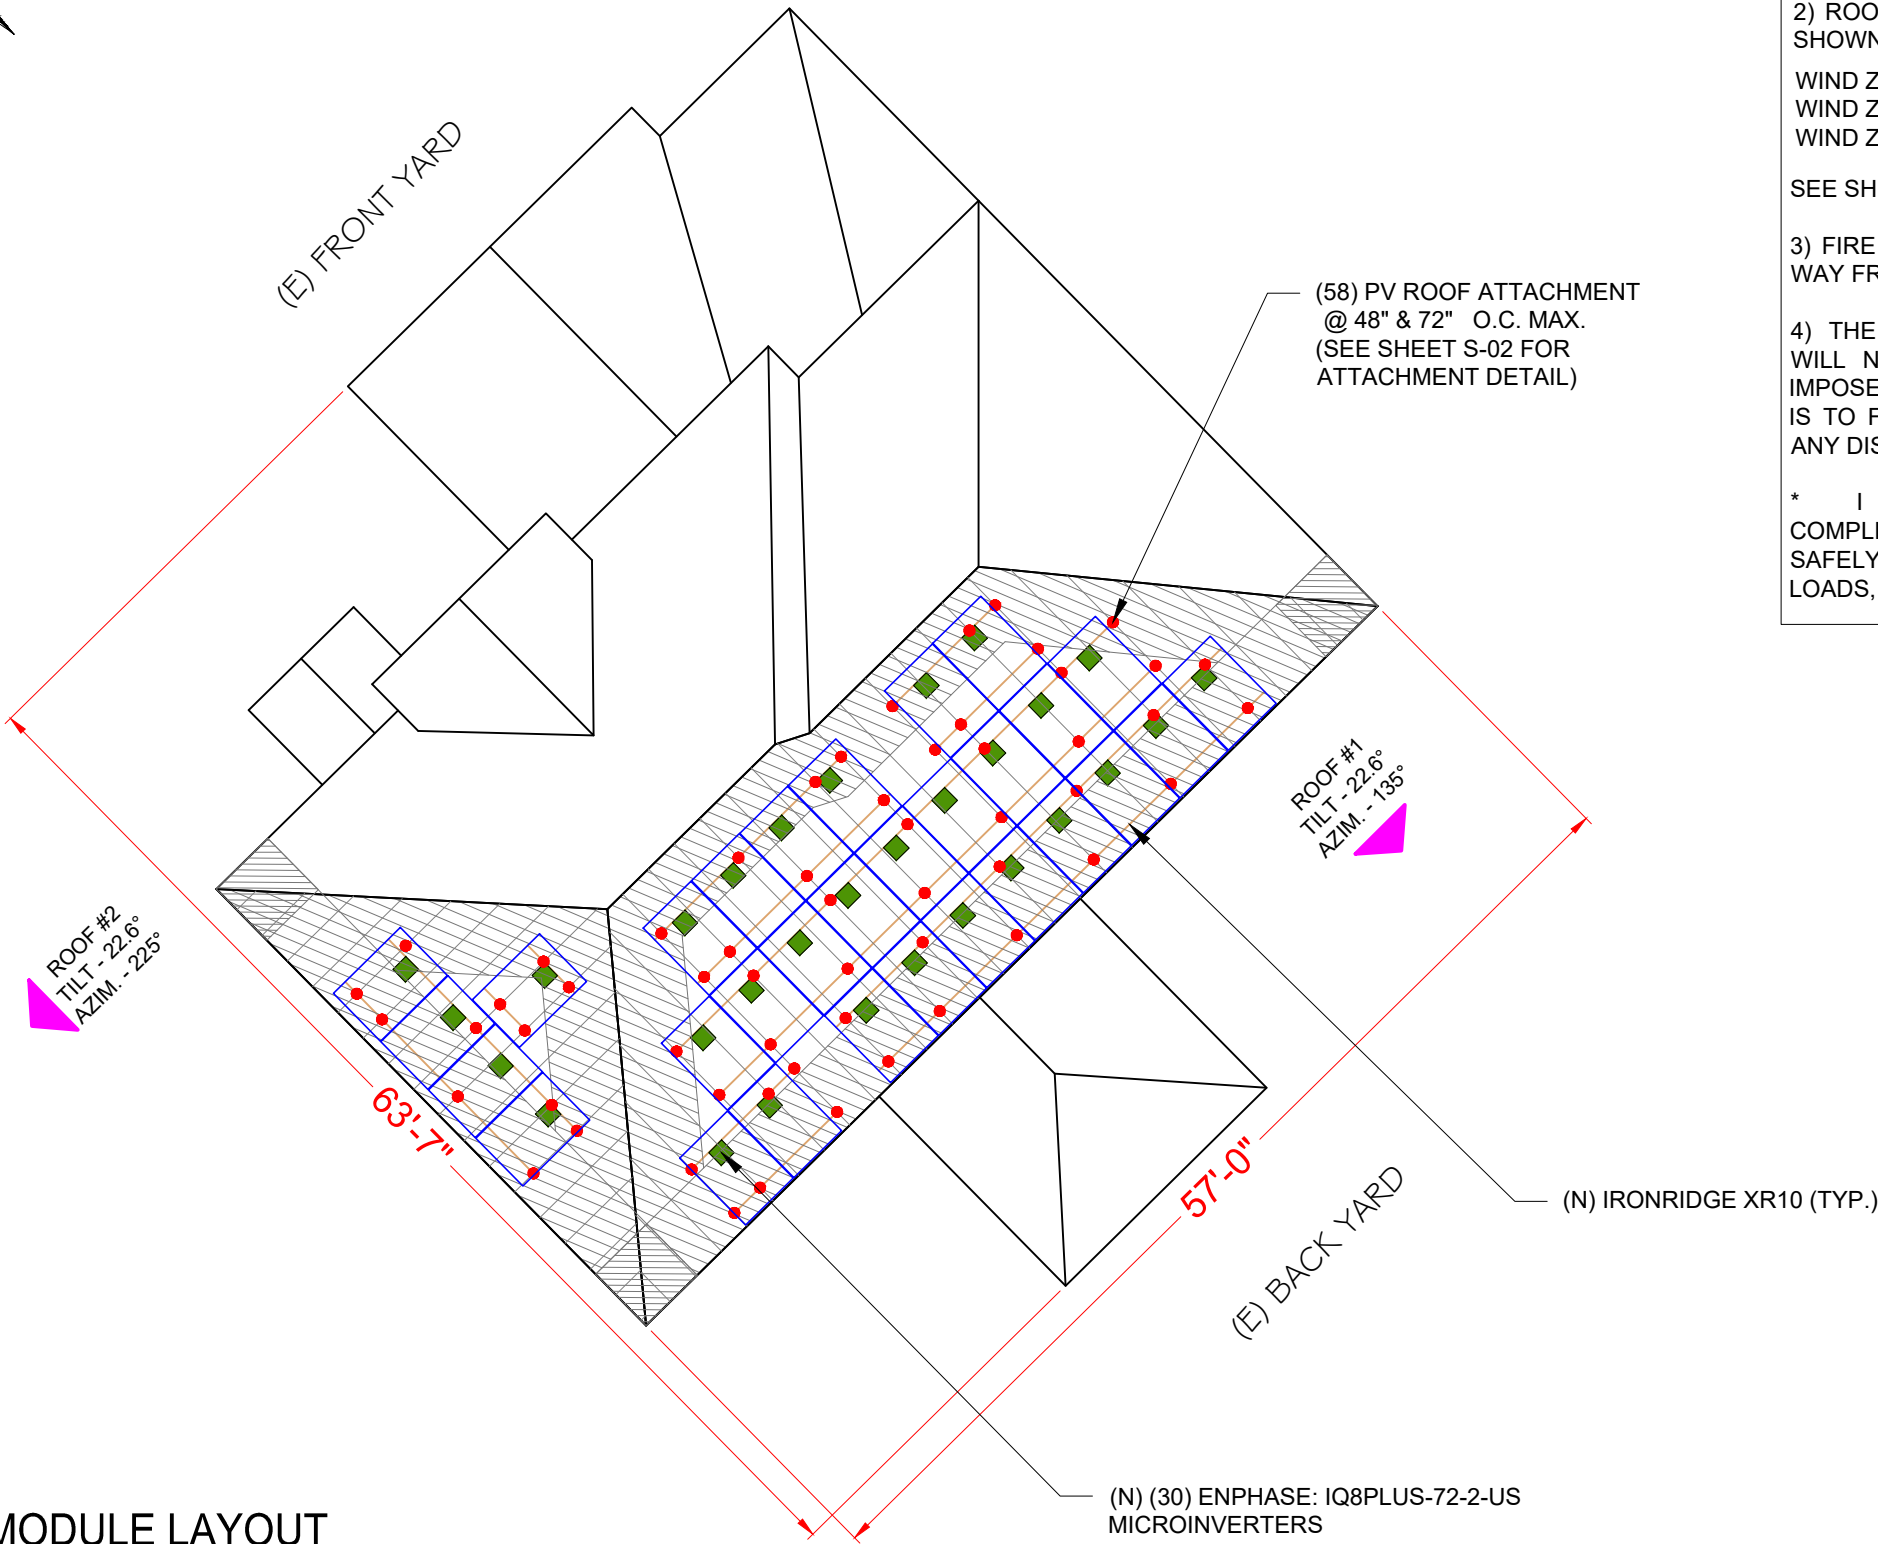 2) ROO
SHOWN
WIND Z
WIND Z
WIND Z
SEE SH
3) FIRE
WAY FR
4) THE
WILL N
IMPOSE
IS TO F
ANY DIS
* I
COMPLI
SAFELY
LOADS,
(E) FRONT YARD
(58) PV ROOF ATTACHMENT
@ 48" & 72" O.C. MAX.
(SEE SHEET S-02 FOR
ATTACHMENT DETAIL)
ROOF #1
TILT - 22.6°
AZIM. - 135°
ROOF #2
TILT - 22.6°
AZIM. - 225°
63'-7"
57'-0"
(E) BACK YARD
(N) IRONRIDGE XR10 (TYP.)
(N) (30) ENPHASE: IQ8PLUS-72-2-US
MICROINVERTERS
MODULE LAYOUT